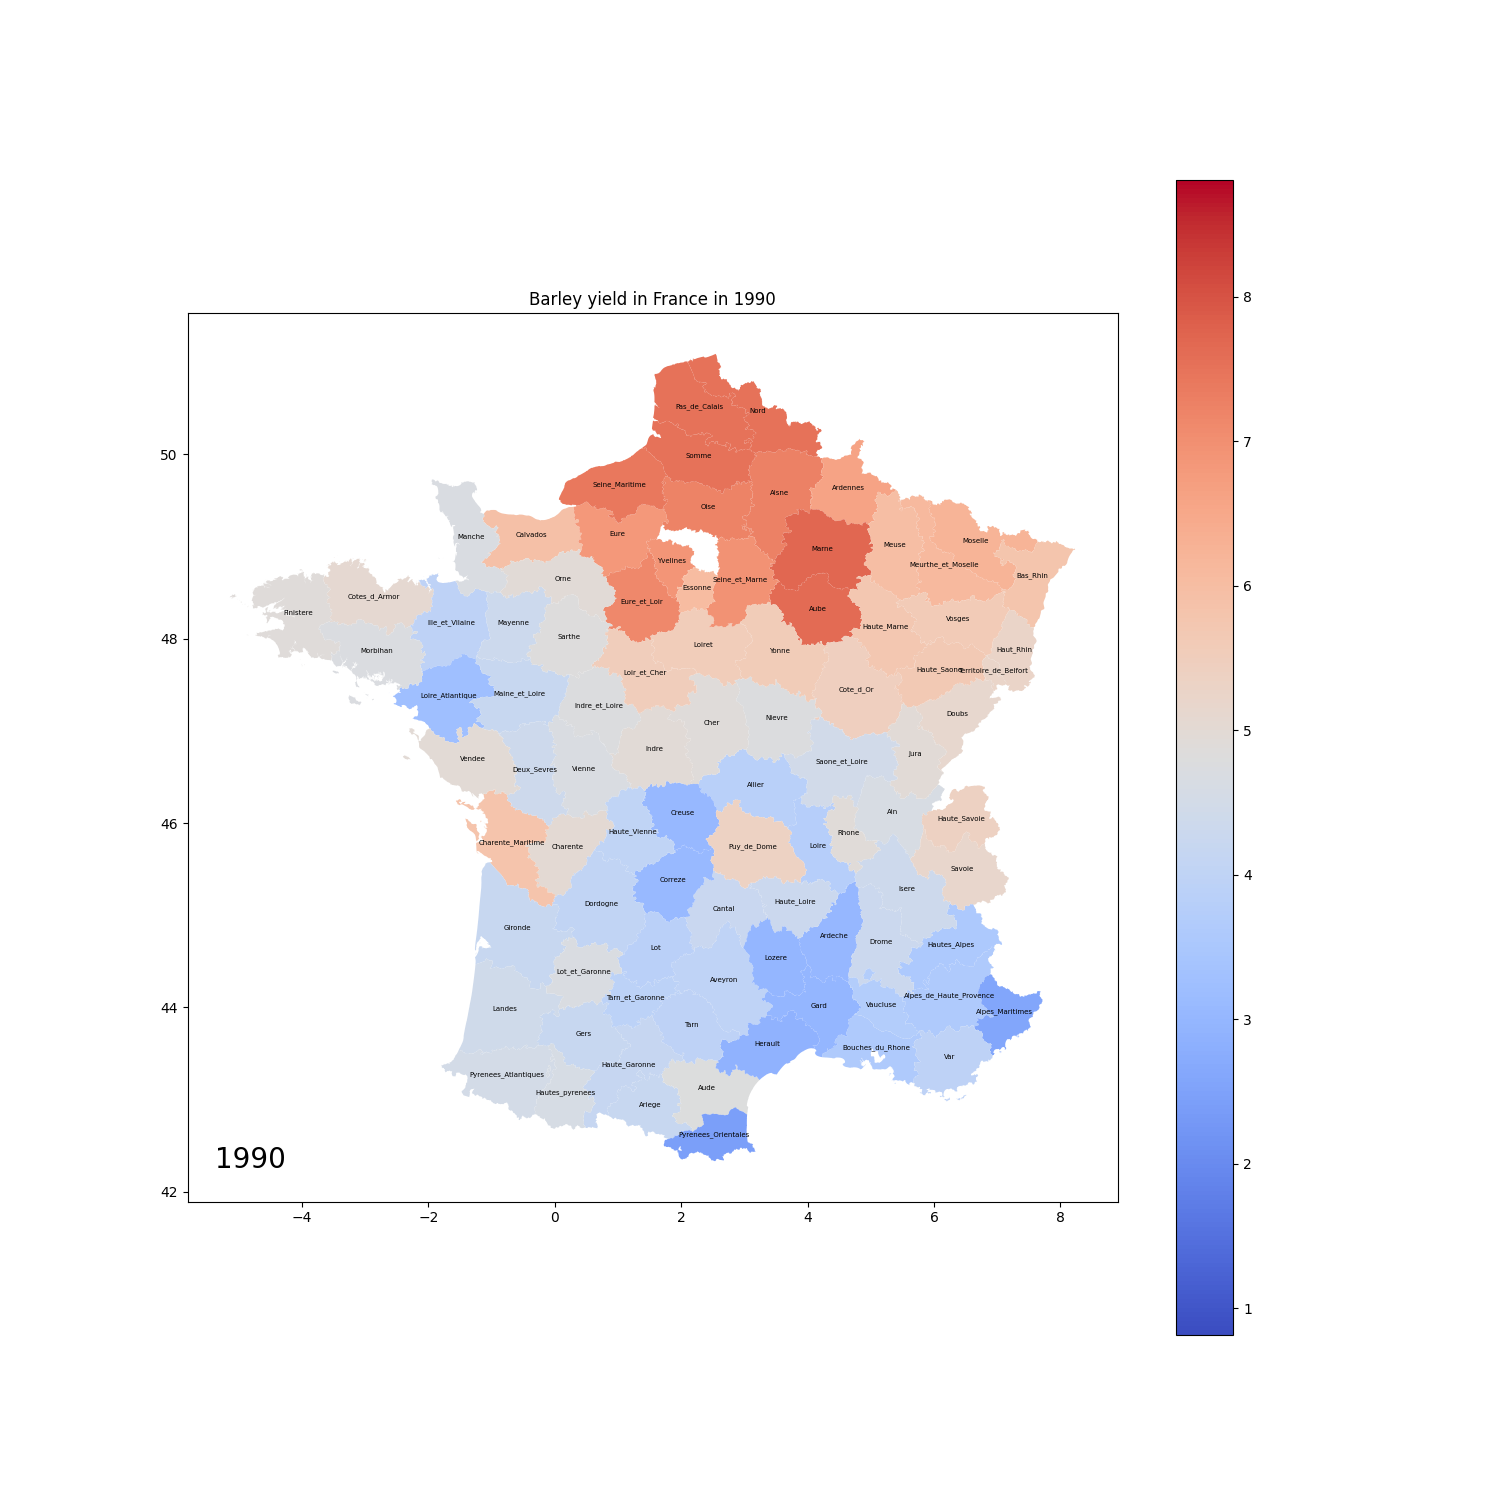 Barley yield in France in 1990
8
7
6
5
4
3
2
1
50
48
46
44
42
−4
−2
0
2
4
6
8
1990
Pas_de_Calais
Nord
Somme
Seine_Maritime
Oise
Aisne
Ardennes
Manche
Calvados
Eure
Yvelines
Essonne
Seine_et_Marne
Marne
Meuse
Moselle
Meurthe_et_Moselle
Bas_Rhin
Orne
Eure_et_Loir
Aube
Finistere
Cotes_d_Armor
Morbihan
Ille_et_Vilaine
Mayenne
Sarthe
Loiret
Yonne
Haute_Marne
Vosges
Haut_Rhin
Haute_Saone
Territoire_de_Belfort
Loir_et_Cher
Cote_d_Or
Doubs
Loire_Atlantique
Maine_et_Loire
Indre_et_Loire
Cher
Nievre
Jura
Vendee
Deux_Sevres
Vienne
Indre
Saone_et_Loire
Allier
Creuse
Haute_Vienne
Ain
Haute_Savoie
Rhone
Loire
Puy_de_Dome
Charente_Maritime
Charente
Savoie
Isere
Correze
Dordogne
Cantal
Haute_Loire
Gironde
Lot
Ardeche
Drome
Hautes_Alpes
Lozere
Lot_et_Garonne
Aveyron
Landes
Tarn_et_Garonne
Gard
Vaucluse
Alpes_de_Haute_Provence
Alpes_Maritimes
Gers
Tarn
Herault
Bouches_du_Rhone
Var
Haute_Garonne
Pyrenees_Atlantiques
Hautes_pyrenees
Ariege
Aude
Pyrenees_Orientales